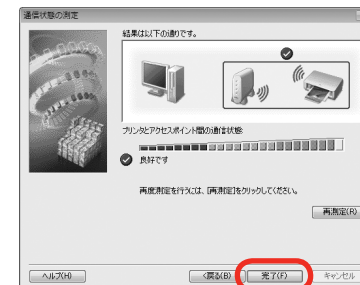 通信状態の測定
結果は以下の通りです。
プリンタとアクセスポイント間の通信状態:
良好です
再度測定を行うには、[再測定]をクリックしてください。
再測定(R)
ヘルプ(H)
<戻る(B)
完了(F)
キャンセル